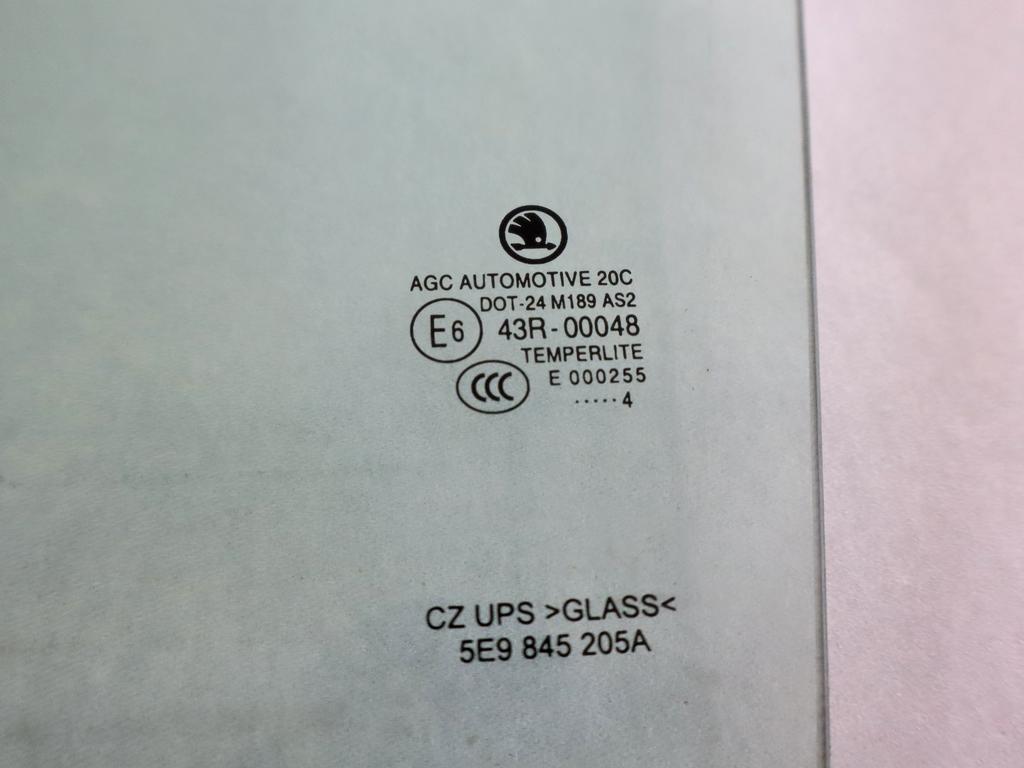 AGC AUTOMOTIVE 20C
DOT-24 M189 AS2
E6 43R-00048
TEMPERLITE
CCC E 000255
.....4
CZ UPS >GLASS<
5E9 845 205A